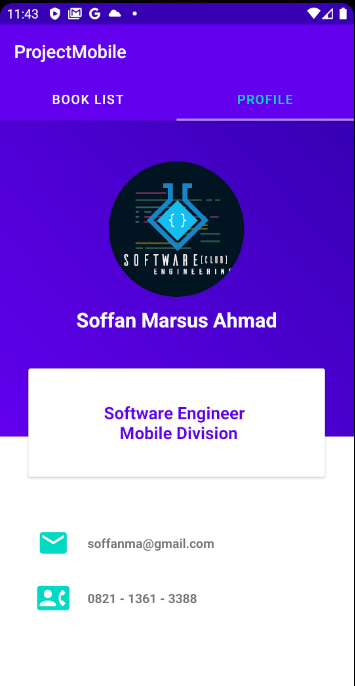 11:43
ProjectMobile
BOOK LIST
PROFILE
{ }
SOFTWARE{CLUB}
ENGINEERIN
Soffan Marsus Ahmad
Software Engineer
Mobile Division
soffanma@gmail.com
0821 - 1361 - 3388